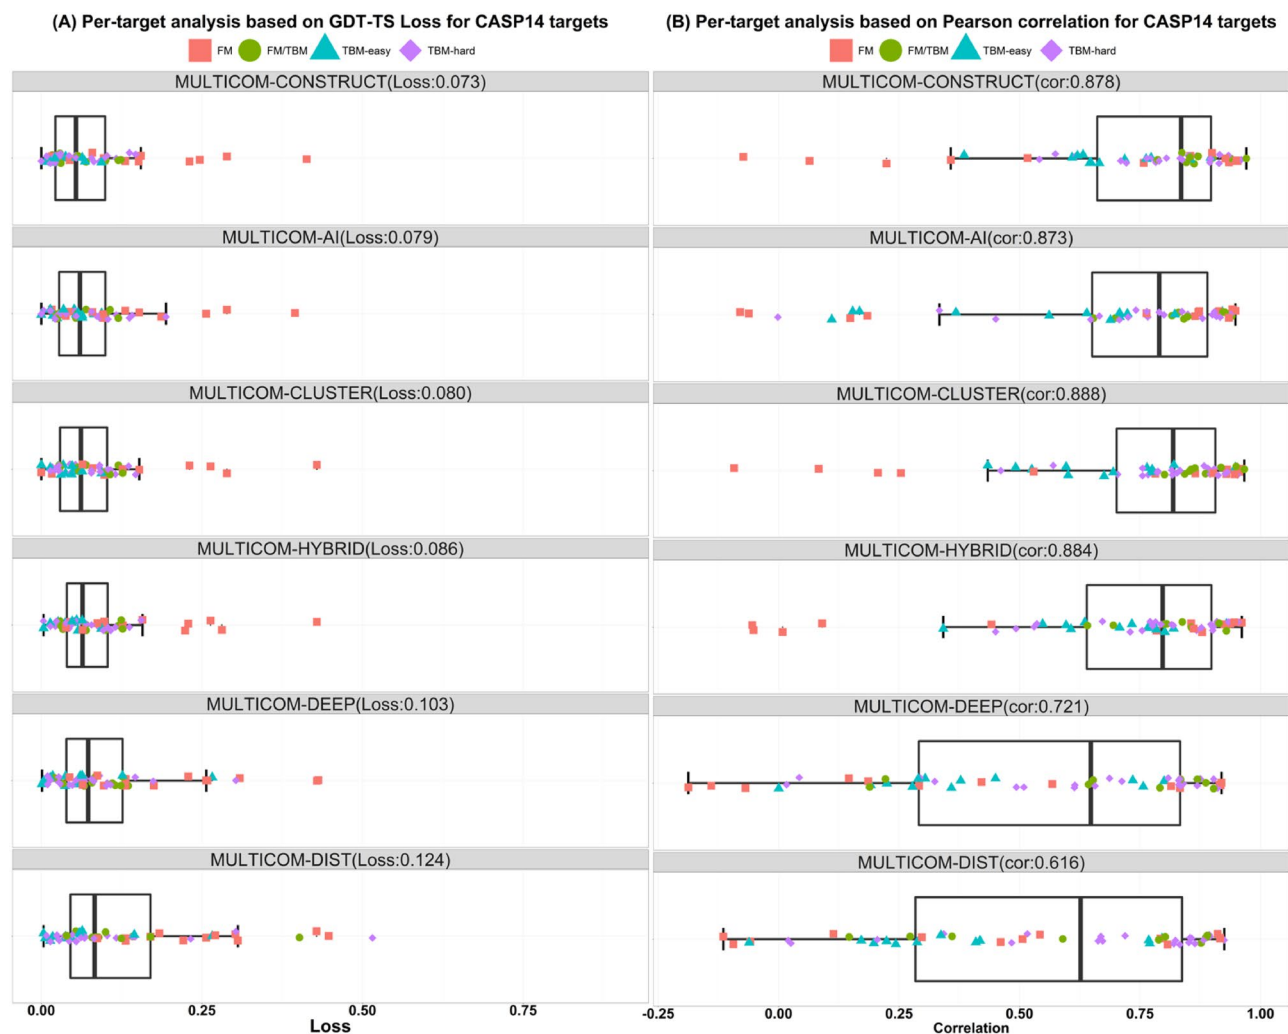 (A) Per-target analysis based on GDT-TS Loss for CASP14 targets
FM FM/TBM TBM-easy TBM-hard
MULTICOM-CONSTRUCT(Loss:0.073)
MULTICOM-AI(Loss:0.079)
MULTICOM-CLUSTER(Loss:0.080)
MULTICOM-HYBRID(Loss:0.086)
MULTICOM-DEEP(Loss:0.103)
MULTICOM-DIST(Loss:0.124)
0.00 0.25 0.50 0.75
Loss
(B) Per-target analysis based on Pearson correlation for CASP14 targets
FM FM/TBM TBM-easy TBM-hard
MULTICOM-CONSTRUCT(cor:0.878)
MULTICOM-AI(cor:0.873)
MULTICOM-CLUSTER(cor:0.888)
MULTICOM-HYBRID(cor:0.884)
MULTICOM-DEEP(cor:0.721)
MULTICOM-DIST(cor:0.616)
-0.25 0.00 0.25 0.50 0.75 1.00
Correlation